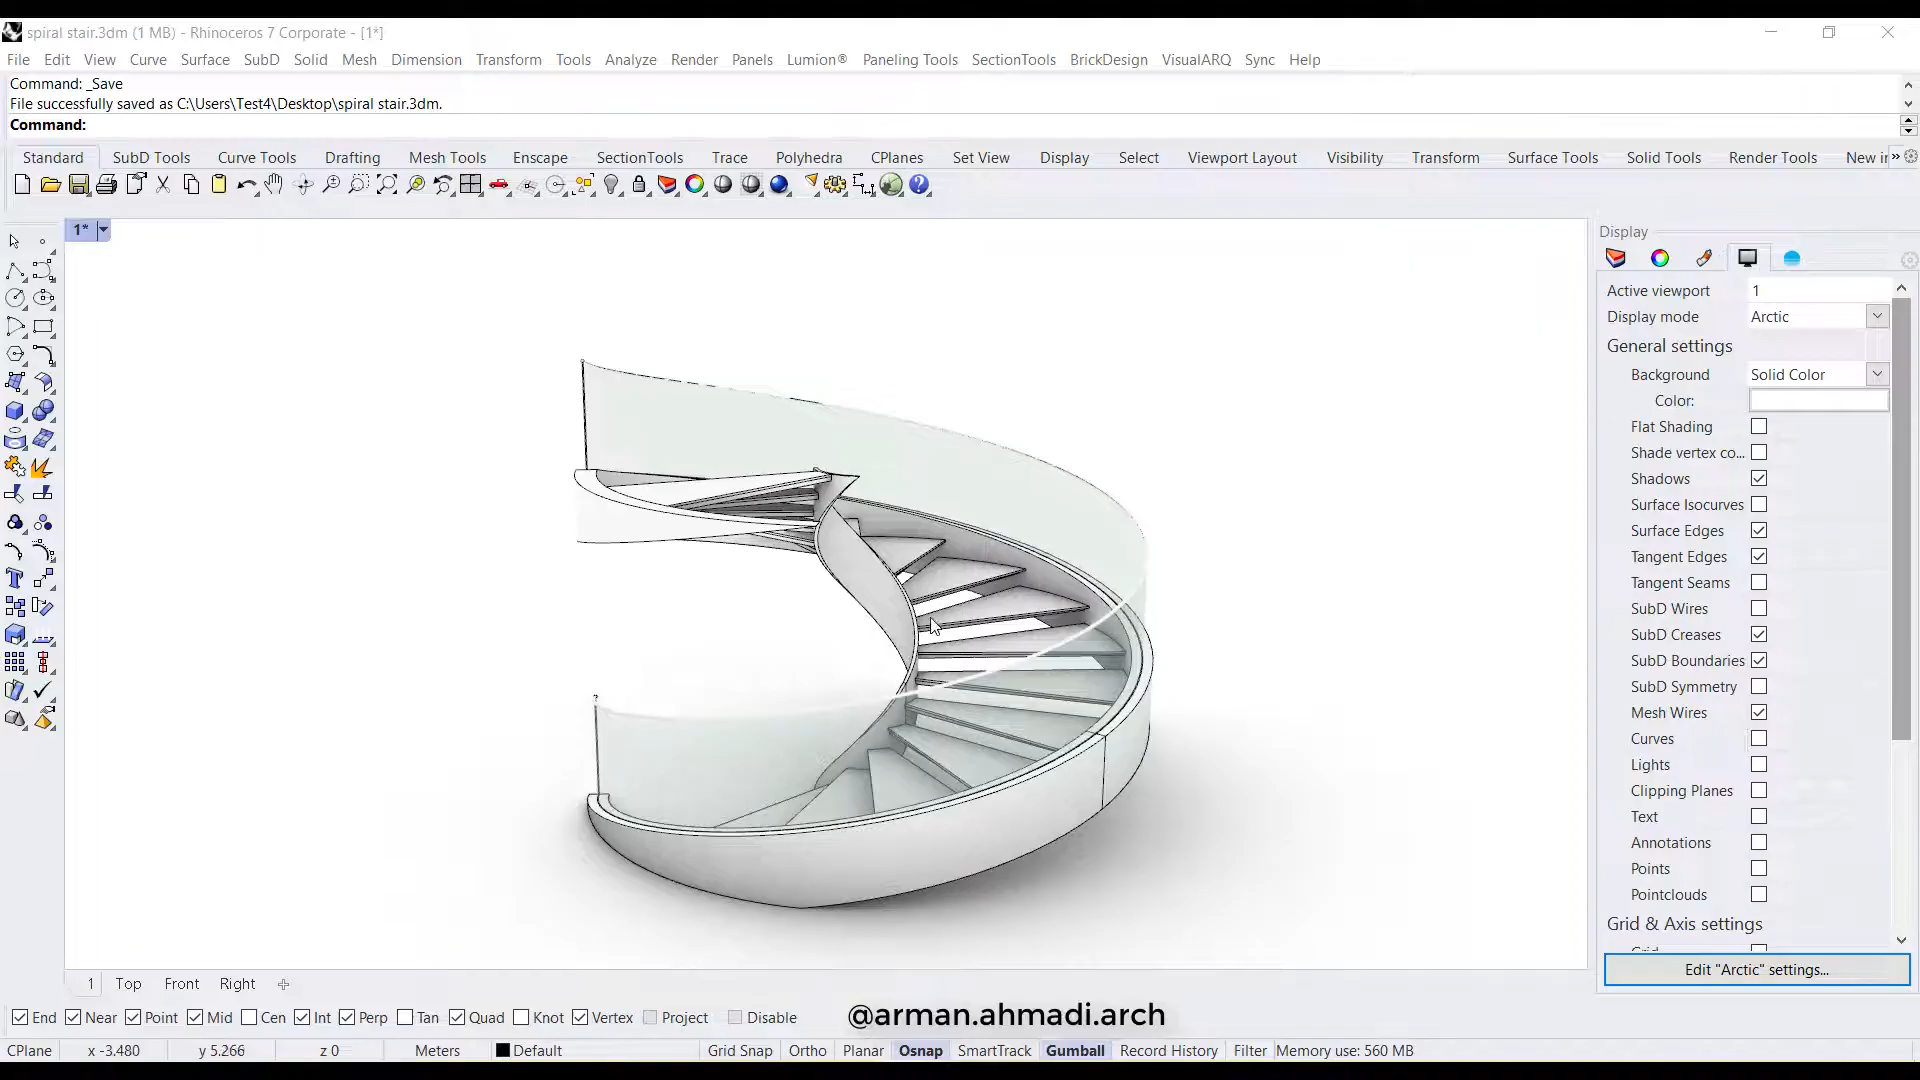 spiral stair.3dm (1 MB) - Rhinoceros 7 Corporate - [1*]
File Edit View Curve Surface SubD Solid Mesh Dimension Transform Tools Analyze Render Panels Lumion® Paneling Tools SectionTools BrickDesign VisualARQ Sync Help
Command: _Save
File successfully saved as C:\Users\Test4\Desktop\spiral stair.3dm.
Command:
Standard SubD Tools Curve Tools Drafting Mesh Tools Enscape SectionTools Trace Polyhedra CPlanes Set View Display Select Viewport Layout Visibility Transform Surface Tools Solid Tools Render Tools New in
1*
Display
Active viewport 1
Display mode Arctic
General settings
Background Solid Color
Color:
Flat Shading
Shade vertex co...
Shadows
Surface Isocurves
Surface Edges
Tangent Edges
Tangent Seams
SubD Wires
SubD Creases
SubD Boundaries
SubD Symmetry
Mesh Wires
Curves
Lights
Clipping Planes
Text
Annotations
Points
Pointclouds
Grid & Axis settings
Edit "Arctic" settings...
1 Top Front Right
End Near Point Mid Cen Int Perp Tan Quad Knot Vertex Project Disable
@arman.ahmadi.arch
CPlane x -3.480 y 5.266 z 0 Meters Default Grid Snap Ortho Planar Osnap SmartTrack Gumball Record History Filter Memory use: 560 MB